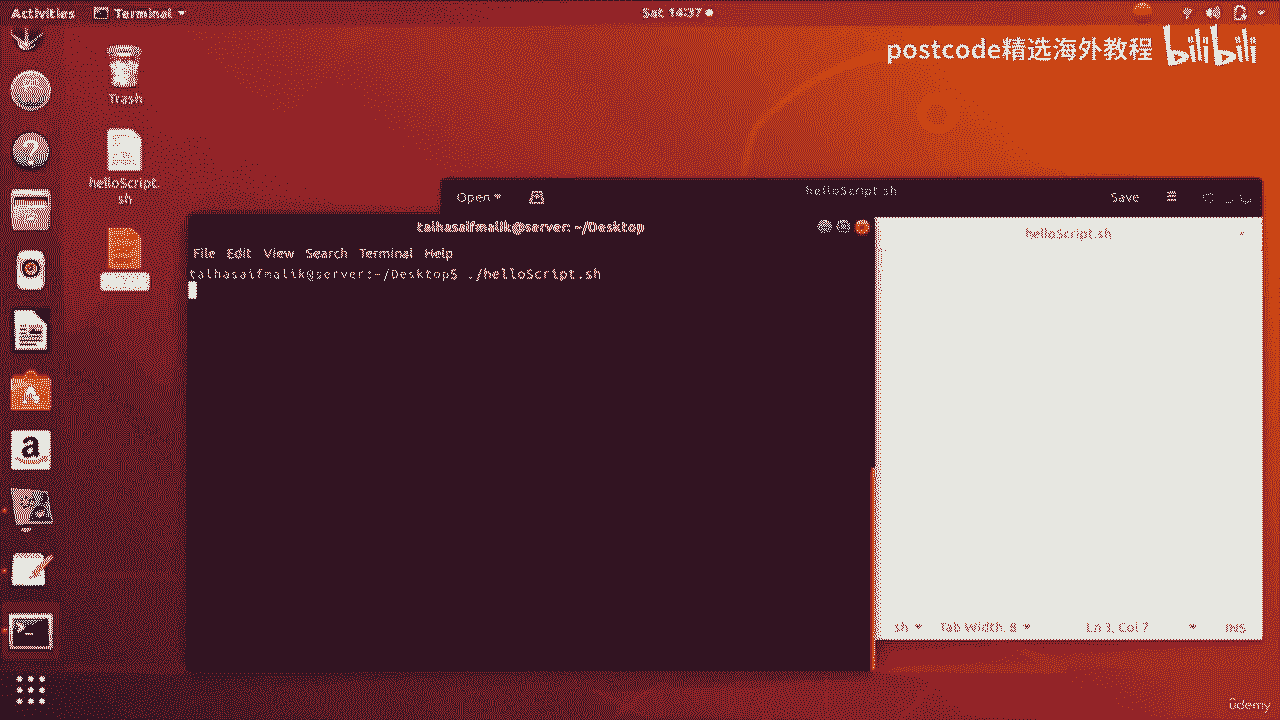 Activities Terminal Sat 14:37
postcode精选海外教程 bilibili
Trash
helloScript.
sh
Open helloScript.sh Save
talhasaifmalik@server: ~/Desktop
helloScript.sh
File Edit View Search Terminal Help
talhasaifmalik@server:~/Desktop$ ./helloScript.sh
sh Tab Width: 8 Ln 3, Col 7 INS
ûdemy